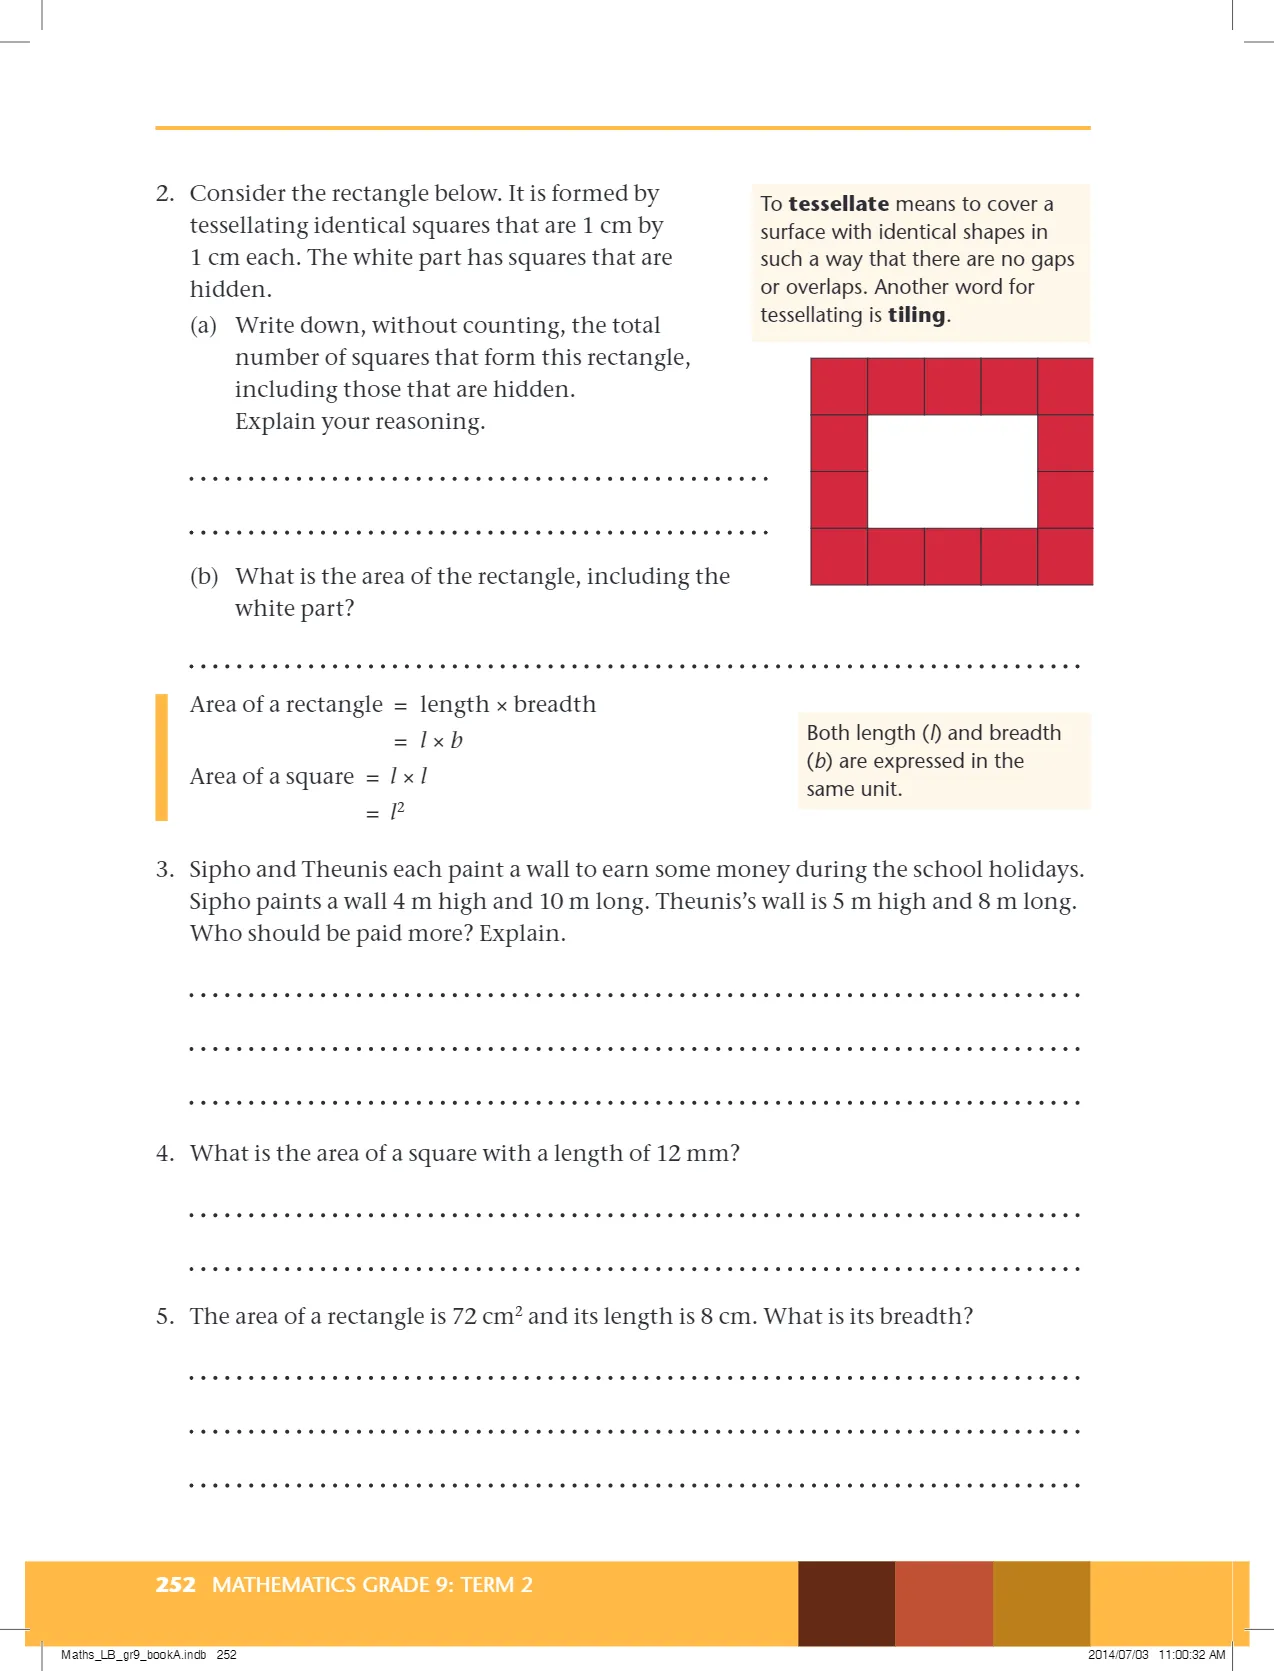 2. Consider the rectangle below. It is formed by
tessellating identical squares that are 1 cm by
1 cm each. The white part has squares that are
hidden.
(a) Write down, without counting, the total
number of squares that form this rectangle,
including those that are hidden.
Explain your reasoning.
To tessellate means to cover a
surface with identical shapes in
such a way that there are no gaps
or overlaps. Another word for
tessellating is tiling.
(b) What is the area of the rectangle, including the
white part?
Area of a rectangle = length × breadth
= l × b
Area of a square = l × l
= l²
Both length (l) and breadth
(b) are expressed in the
same unit.
3. Sipho and Theunis each paint a wall to earn some money during the school holidays.
Sipho paints a wall 4 m high and 10 m long. Theunis’s wall is 5 m high and 8 m long.
Who should be paid more? Explain.
4. What is the area of a square with a length of 12 mm?
5. The area of a rectangle is 72 cm² and its length is 8 cm. What is its breadth?
252 MATHEMATICS GRADE 9: TERM 2
Maths_LB_gr9_bookA.indb 252
2014/07/03 11:00:32 AM